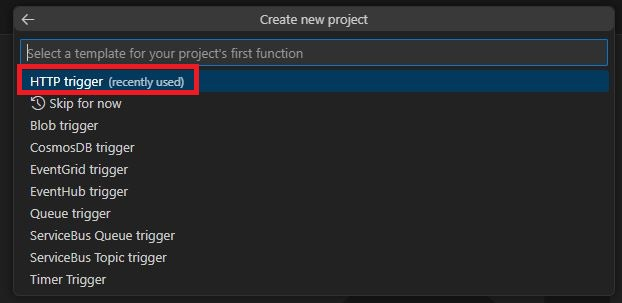 Create new project
Select a template for your project's first function
HTTP trigger (recently used)
Skip for now
Blob trigger
CosmosDB trigger
EventGrid trigger
EventHub trigger
Queue trigger
ServiceBus Queue trigger
ServiceBus Topic trigger
Timer Trigger